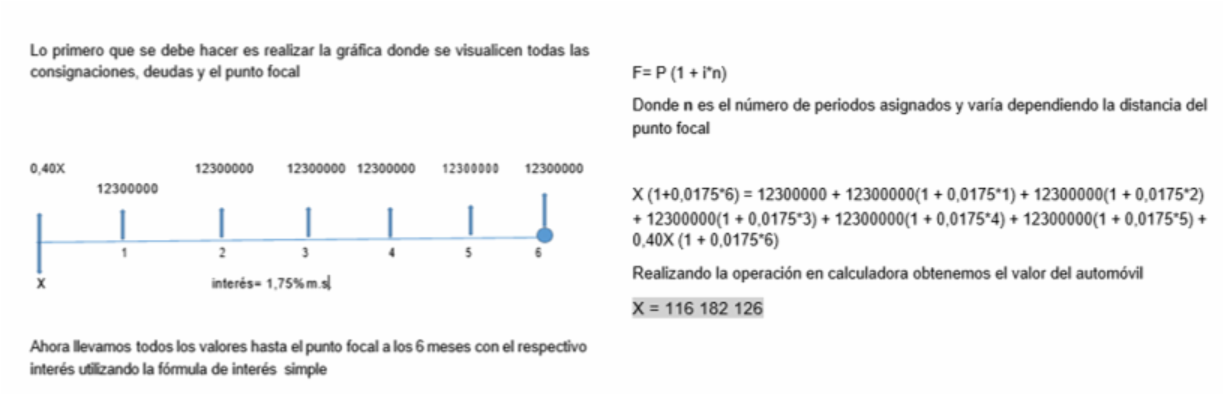 Lo primero que se debe hacer es realizar la gráfica donde se visualicen todas las
consignaciones, deudas y el punto focal
0,40X
12300000
12300000
12300000
12300000
12300000
12300000
1
2
3
4
5
6
X
interés= 1,75%m.s
Ahora llevamos todos los valores hasta el punto focal a los 6 meses con el respectivo
interés utilizando la fórmula de interés simple
F= P (1 + i*n)
Donde n es el número de periodos asignados y varía dependiendo la distancia del
punto focal
X (1+0,0175*6) = 12300000 + 12300000(1 + 0,0175*1) + 12300000(1 + 0,0175*2)
+ 12300000(1 + 0,0175*3) + 12300000(1 + 0,0175*4) + 12300000(1 + 0,0175*5) +
0,40X (1 + 0,0175*6)
Realizando la operación en calculadora obtenemos el valor del automóvil
X = 116 182 126